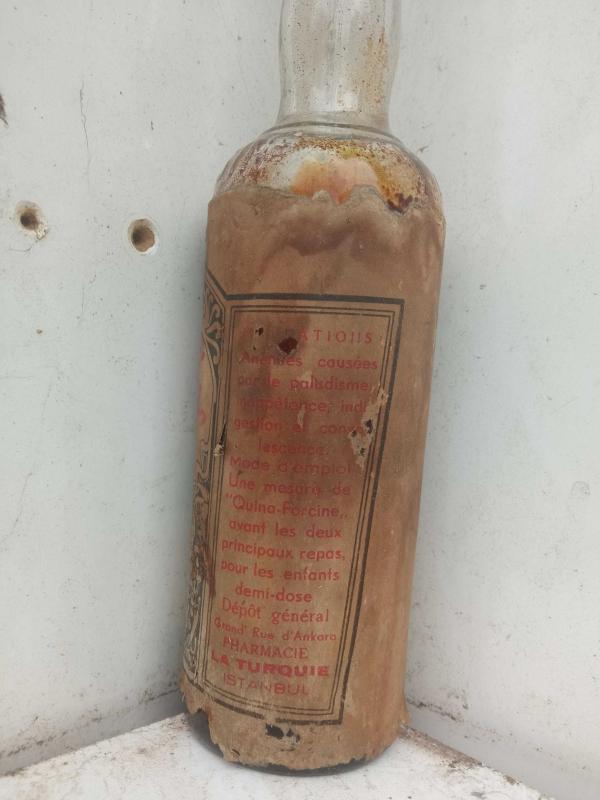 INDICATIONS
Anémies causées
par le paludisme,
inappétence, indi-
gestion et conva-
lescence.
Mode d'emploi
Une mesure de
"Quina-Forcine,,
avant les deux
principaux repas,
pour les enfants
demi-dose
Dépôt général
Grand' Rue d'Ankara
PHARMACIE
LA TURQUIE
ISTANBUL